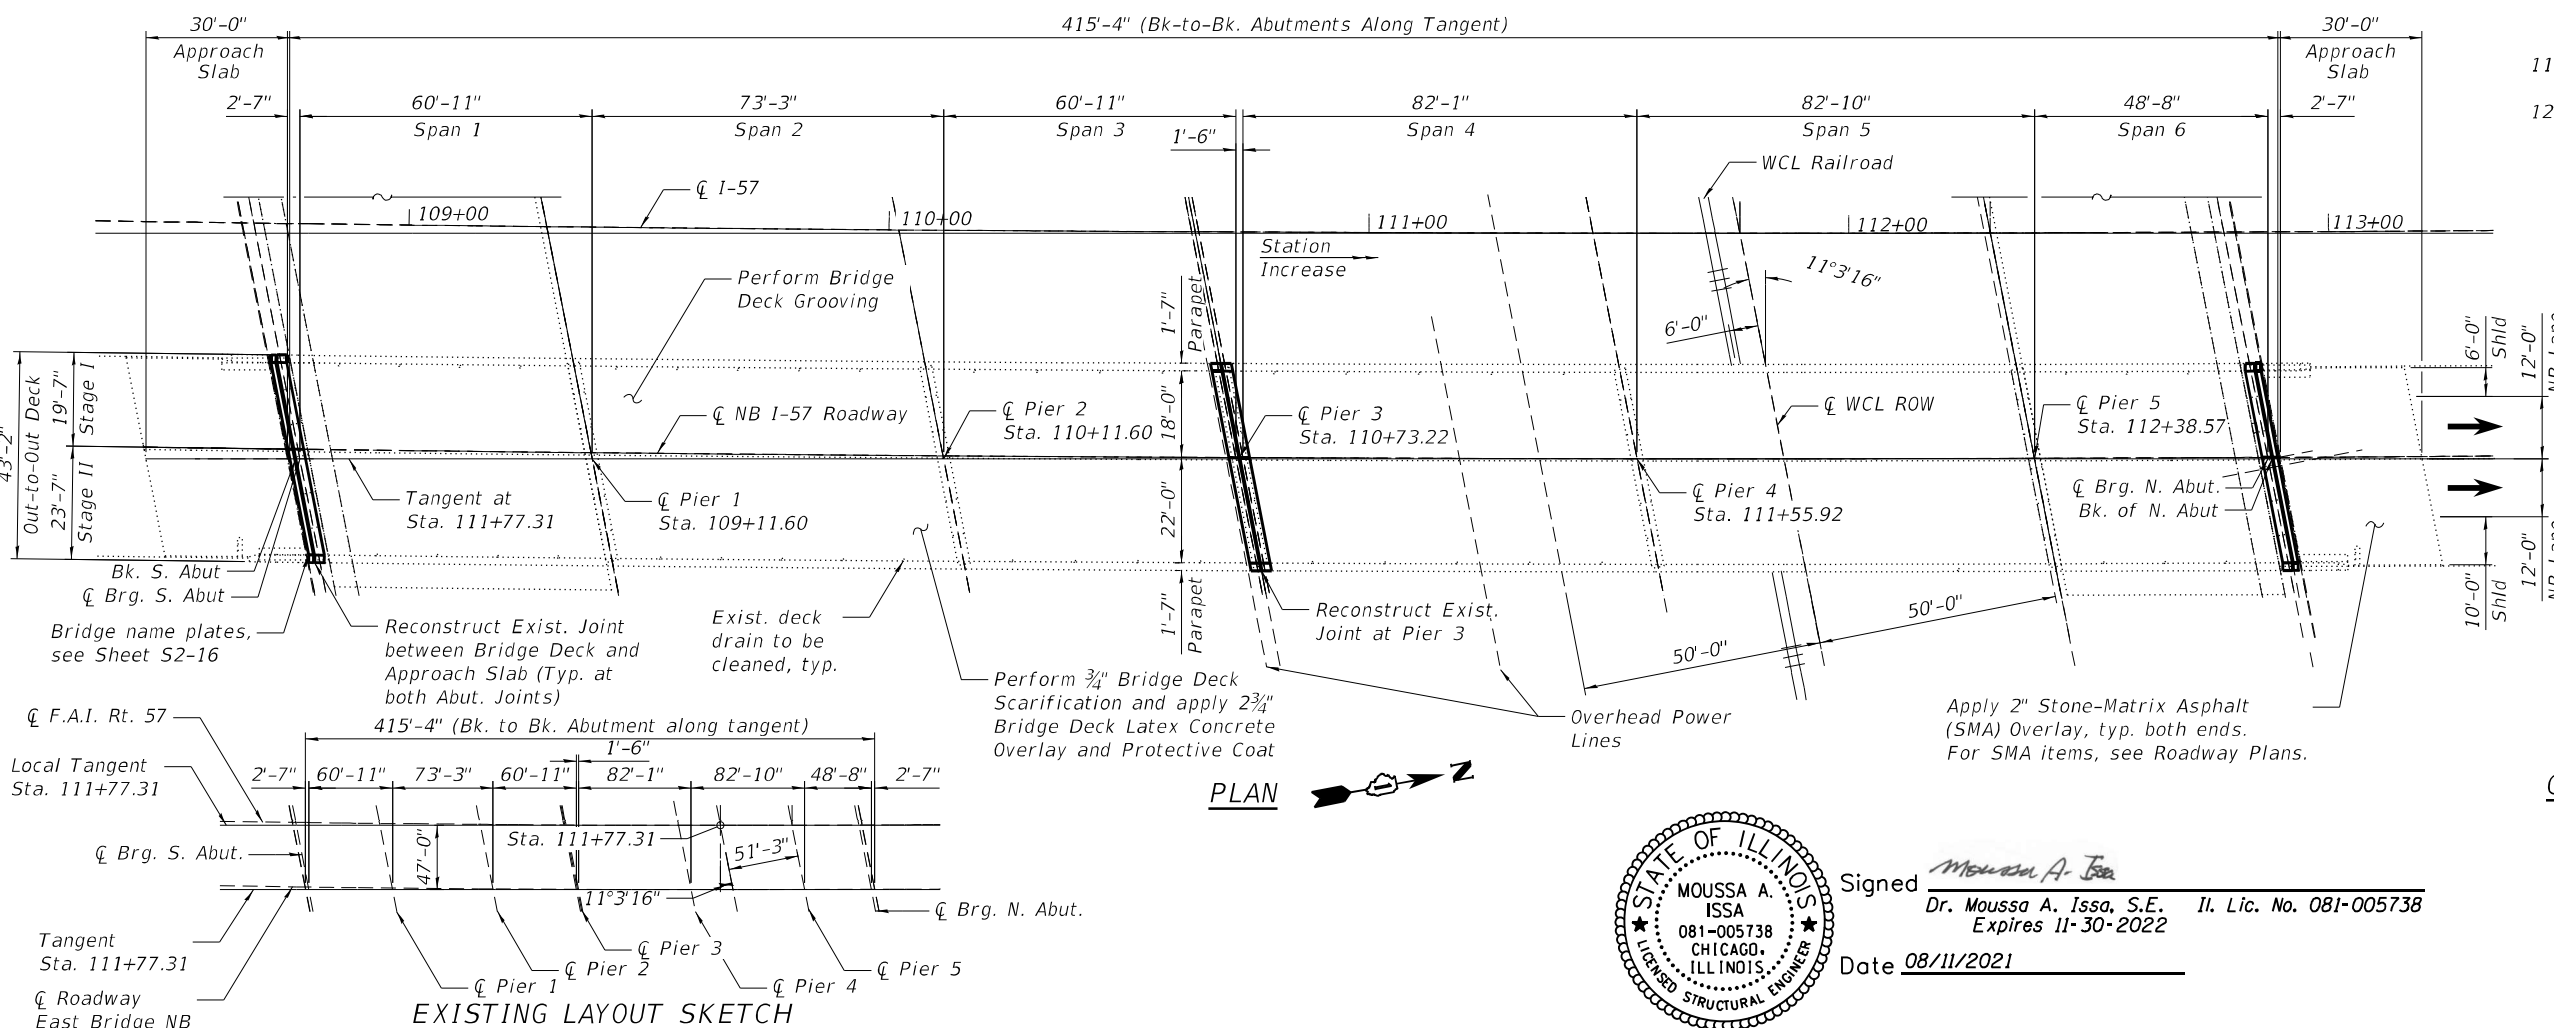 30'-0"
Approach
Slab
415'-4" (Bk-to-Bk. Abutments Along Tangent)
30'-0"
Approach
Slab
11
12
2'-7"
60'-11"
Span 1
73'-3"
Span 2
60'-11"
Span 3
1'-6"
82'-1"
Span 4
82'-10"
Span 5
48'-8"
Span 6
2'-7"
WCL Railroad
℄ I-57
109+00
110+00
111+00
112+00
113+00
Station
Increase
11°3'16"
6'-0"
Perform Bridge
Deck Grooving
1'-7"
Parapet
18'-0"
22'-0"
1'-7"
Parapet
43'-2"
Out-to-Out Deck
19'-7"
Stage I
23'-7"
Stage II
℄ NB I-57 Roadway
℄ Pier 2
Sta. 110+11.60
℄ Pier 3
Sta. 110+73.22
℄ WCL ROW
℄ Pier 5
Sta. 112+38.57
6'-0"
Shld
12'-0"
NB Lane
Tangent at
Sta. 111+77.31
℄ Pier 1
Sta. 109+11.60
℄ Pier 4
Sta. 111+55.92
℄ Brg. N. Abut.
Bk. of N. Abut
10'-0"
Shld
12'-0"
NB Lane
Bk. S. Abut
℄ Brg. S. Abut
Bridge name plates,
see Sheet S2-16
Reconstruct Exist. Joint
between Bridge Deck and
Approach Slab (Typ. at
both Abut. Joints)
Exist. deck
drain to be
cleaned, typ.
Reconstruct Exist.
Joint at Pier 3
50'-0"
50'-0"
Perform ¾" Bridge Deck
Scarification and apply 2¾"
Bridge Deck Latex Concrete
Overlay and Protective Coat
Overhead Power
Lines
Apply 2" Stone-Matrix Asphalt
(SMA) Overlay, typ. both ends.
For SMA items, see Roadway Plans.
PLAN
N
℄ F.A.I. Rt. 57
415'-4" (Bk. to Bk. Abutment along tangent)
1'-6"
Local Tangent
Sta. 111+77.31
2'-7"
60'-11"
73'-3"
60'-11"
82'-1"
82'-10"
48'-8"
2'-7"
Sta. 111+77.31
47'-0"
51'-3"
11°3'16"
℄ Brg. S. Abut.
℄ Brg. N. Abut.
Tangent
Sta. 111+77.31
℄ Pier 3
℄ Pier 2
℄ Pier 5
℄ Pier 1
℄ Pier 4
℄ Roadway
East Bridge NB
EXISTING LAYOUT SKETCH
STATE OF ILLINOIS
MOUSSA A.
ISSA
081-005738
CHICAGO,
ILLINOIS
LICENSED STRUCTURAL ENGINEER
Signed Moussa A. Issa
Dr. Moussa A. Issa, S.E. Il. Lic. No. 081-005738
Expires 11-30-2022
Date 08/11/2021